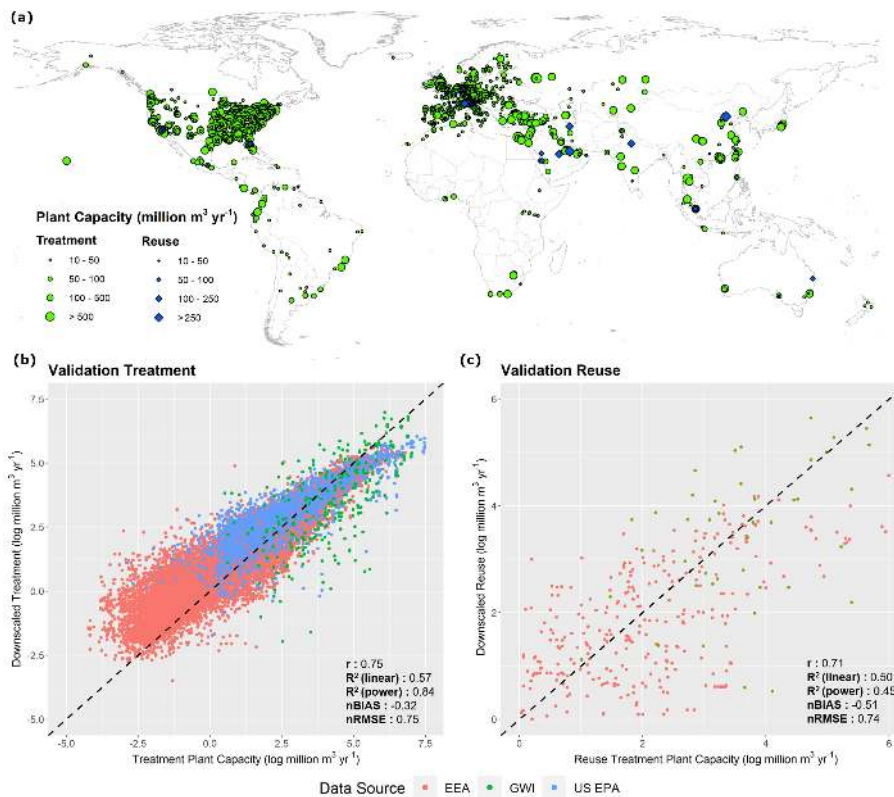 (a)
Plant Capacity (million m³ yr⁻¹)
Treatment Reuse
10 - 50 10 - 50
50 - 100 50 - 100
100 - 500 100 - 250
> 500 >250
(b) Validation Treatment
7.5
5.0
2.5
0.0
-2.5
-5.0
Downscaled Treatment (log million m³ yr⁻¹)
r : 0.75
R² (linear) : 0.57
R² (power) : 0.84
nBIAS : -0.32
nRMSE : 0.75
-5.0 -2.5 0.0 2.5 5.0 7.5
Treatment Plant Capacity (log million m³ yr⁻¹)
(c) Validation Reuse
6
4
2
0
Downscaled Reuse (log million m³ yr⁻¹)
r : 0.71
R² (linear) : 0.50
R² (power) : 0.45
nBIAS : -0.51
nRMSE : 0.74
0 2 4 6
Reuse Treatment Plant Capacity (log million m³ yr⁻¹)
Data Source EEA GWI US EPA